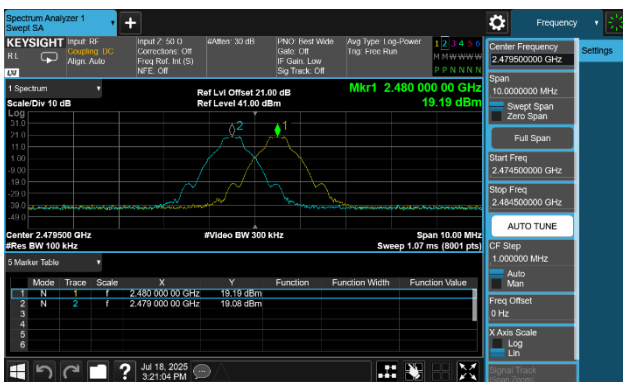 Spectrum Analyzer 1
Swept SA
Frequency
KEYSIGHT
RL
LXI
Input: RF
Coupling: DC
Align: Auto
Input Z: 50 Ω
Corrections: Off
Freq Ref: Int (S)
NFE: Off
#Atten: 30 dB
PNO: Best Wide
Gate: Off
IF Gain: Low
Sig Track: Off
Avg Type: Log-Power
Trig: Free Run
1 2 3 4 5 6
M M W W W W
P P N N N N
Center Frequency
2.479500000 GHz
Settings
Span
10.0000000 MHz
Swept Span
Zero Span
Full Span
Start Freq
2.474500000 GHz
Stop Freq
2.484500000 GHz
AUTO TUNE
CF Step
1.000000 MHz
Auto
Man
Freq Offset
0 Hz
X Axis Scale
Log
Lin
Signal Track
(Span Zoom)
1 Spectrum
Scale/Div 10 dB
Ref Lvl Offset 21.00 dB
Ref Level 41.00 dBm
Mkr1 2.480 000 00 GHz
19.19 dBm
Log
31.0
21.0
11.0
1.00
-9.00
-19.0
-29.0
-39.0
-49.0
2
1
Center 2.479500 GHz
#Res BW 100 kHz
#Video BW 300 kHz
Span 10.00 MHz
Sweep 1.07 ms (8001 pts)
5 Marker Table
Mode Trace Scale X Y Function Function Width Function Value
1 N 1 f 2.480 000 00 GHz 19.19 dBm
2 N 2 f 2.479 000 00 GHz 19.08 dBm
3
4
5
6
?
Jul 18, 2025
3:21:04 PM